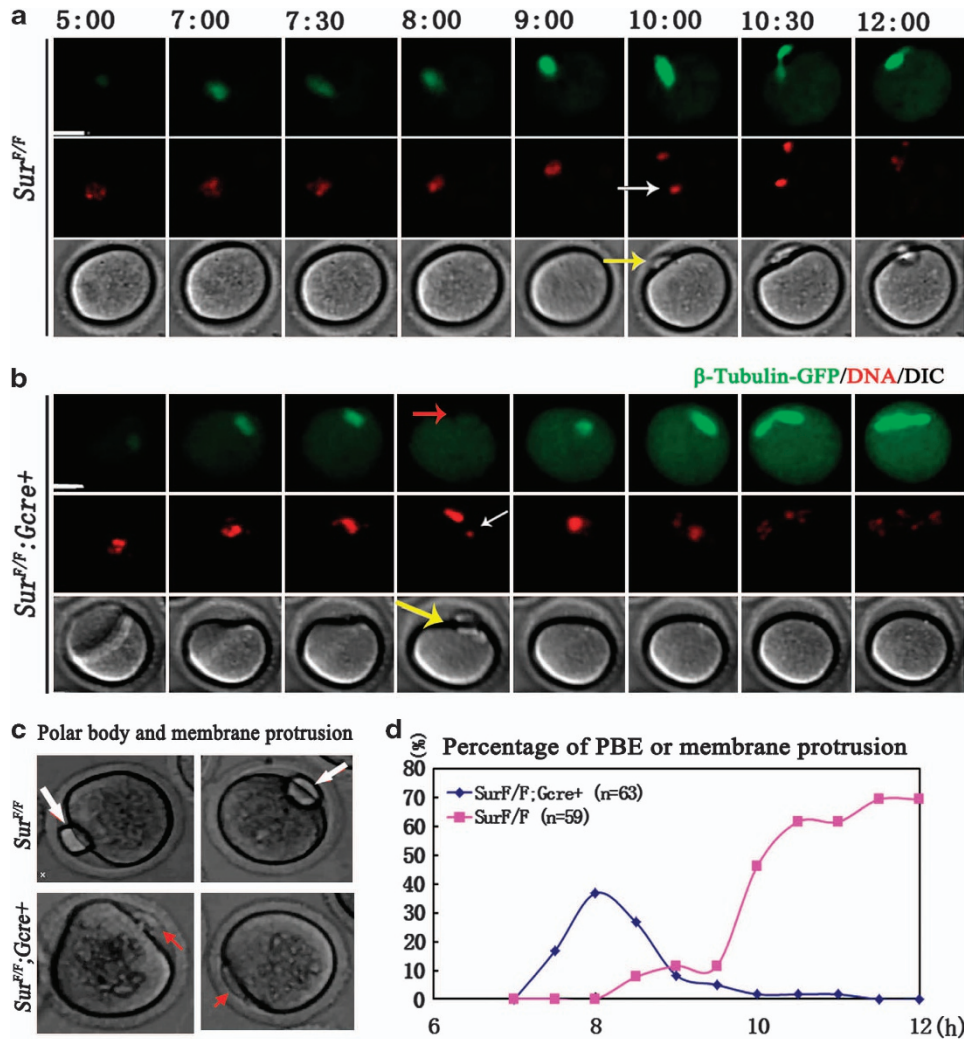 a
5:00 7:00 7:30 8:00 9:00 10:00 10:30 12:00
Sur^F/F
b
β-Tubulin-GFP/DNA/DIC
Sur^F/F:Gcre+
c
Polar body and membrane protrusion
Sur^F/F
x
Sur^F/F;Gcre+
d
Percentage of PBE or membrane protrusion
(%)
80
70
60
50
40
30
20
10
0
SurF/F;Gcre+ (n=63)
SurF/F (n=59)
6 8 10 12 (h)